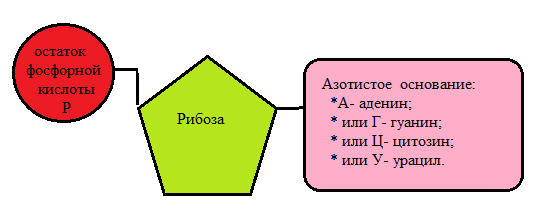 остаток
фосфорной
кислоты
Р
Рибоза
Азотистое основание:
*А- аденин;
* или Г- гуанин;
* или Ц- цитозин;
* или У- урацил.